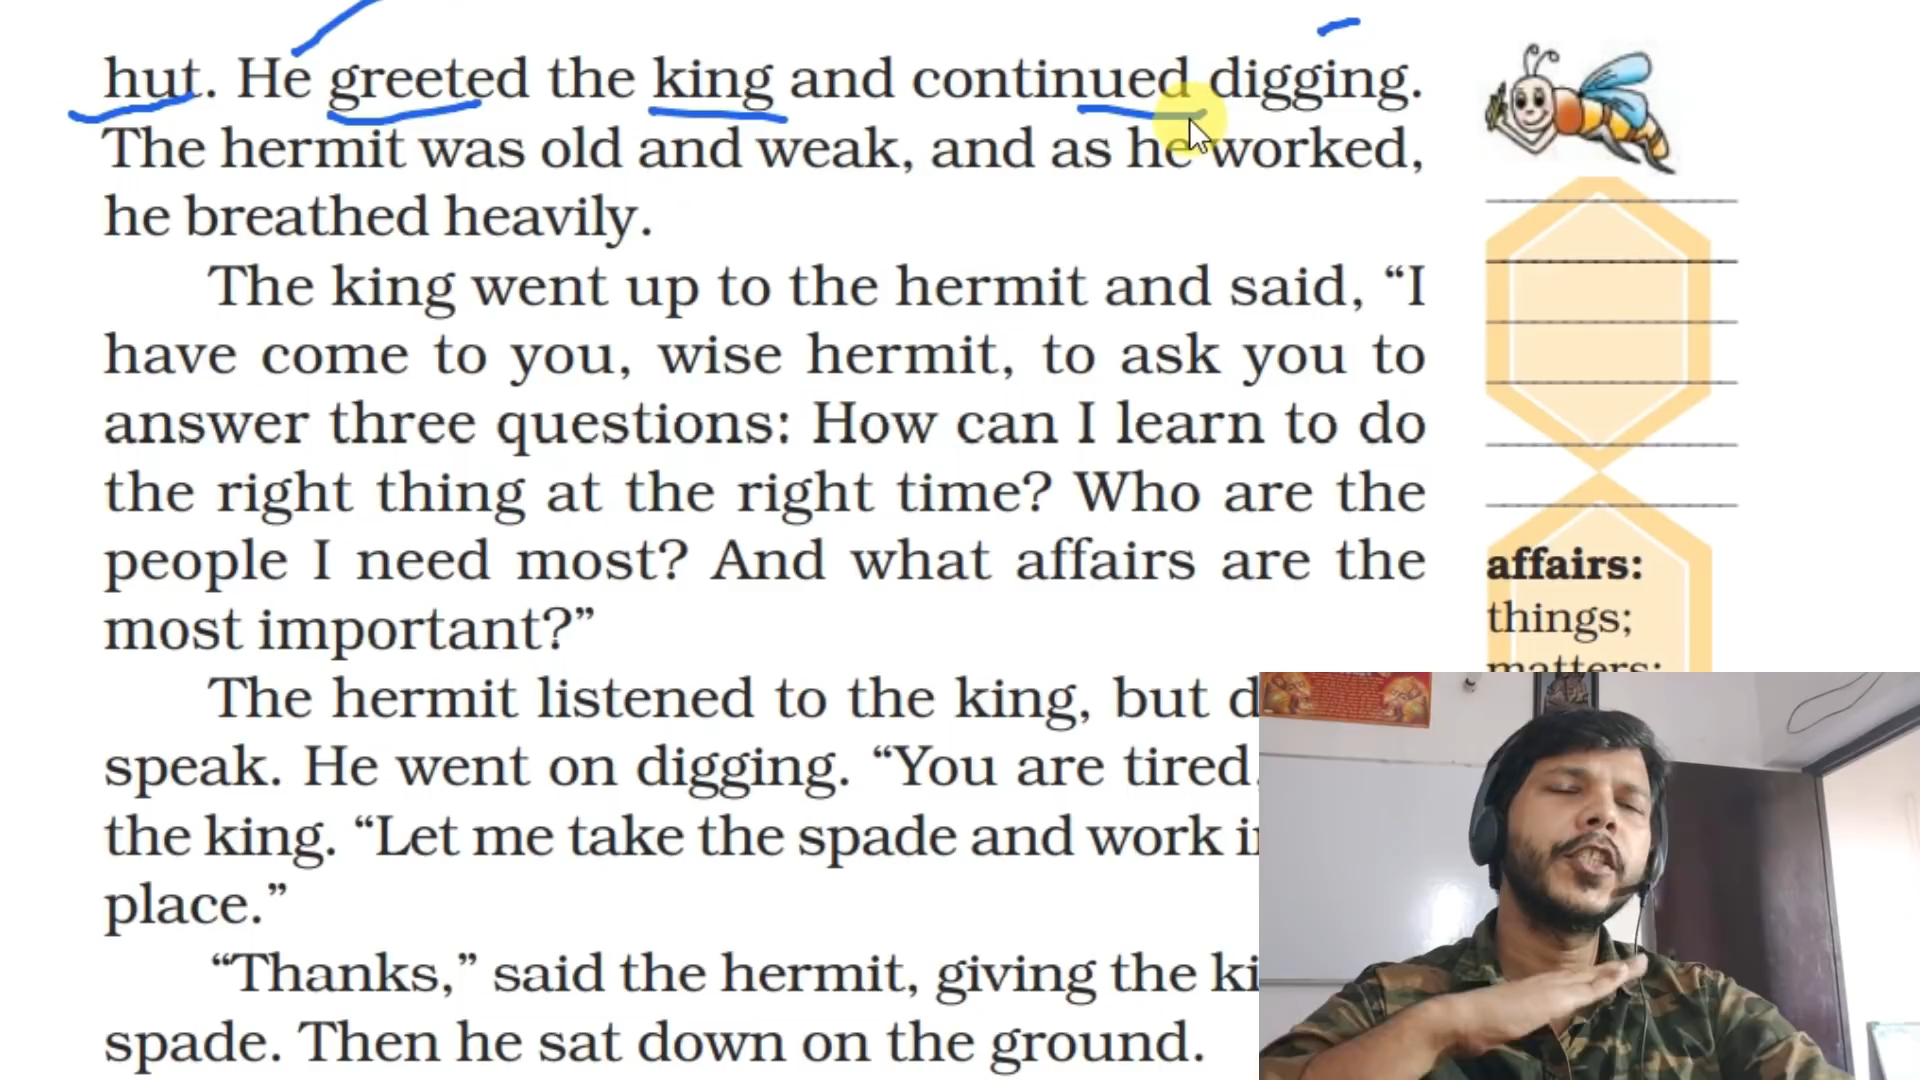 hut. He greeted the king and continued digging.
The hermit was old and weak, and as he worked,
he breathed heavily.
The king went up to the hermit and said, “I
have come to you, wise hermit, to ask you to
answer three questions: How can I learn to do
the right thing at the right time? Who are the
people I need most? And what affairs are the
most important?”
The hermit listened to the king, but
speak. He went on digging. “You are tired,
the king. “Let me take the spade and work
place.”
“Thanks,” said the hermit, giving the
spade. Then he sat down on the ground.
affairs:
things;
matters;